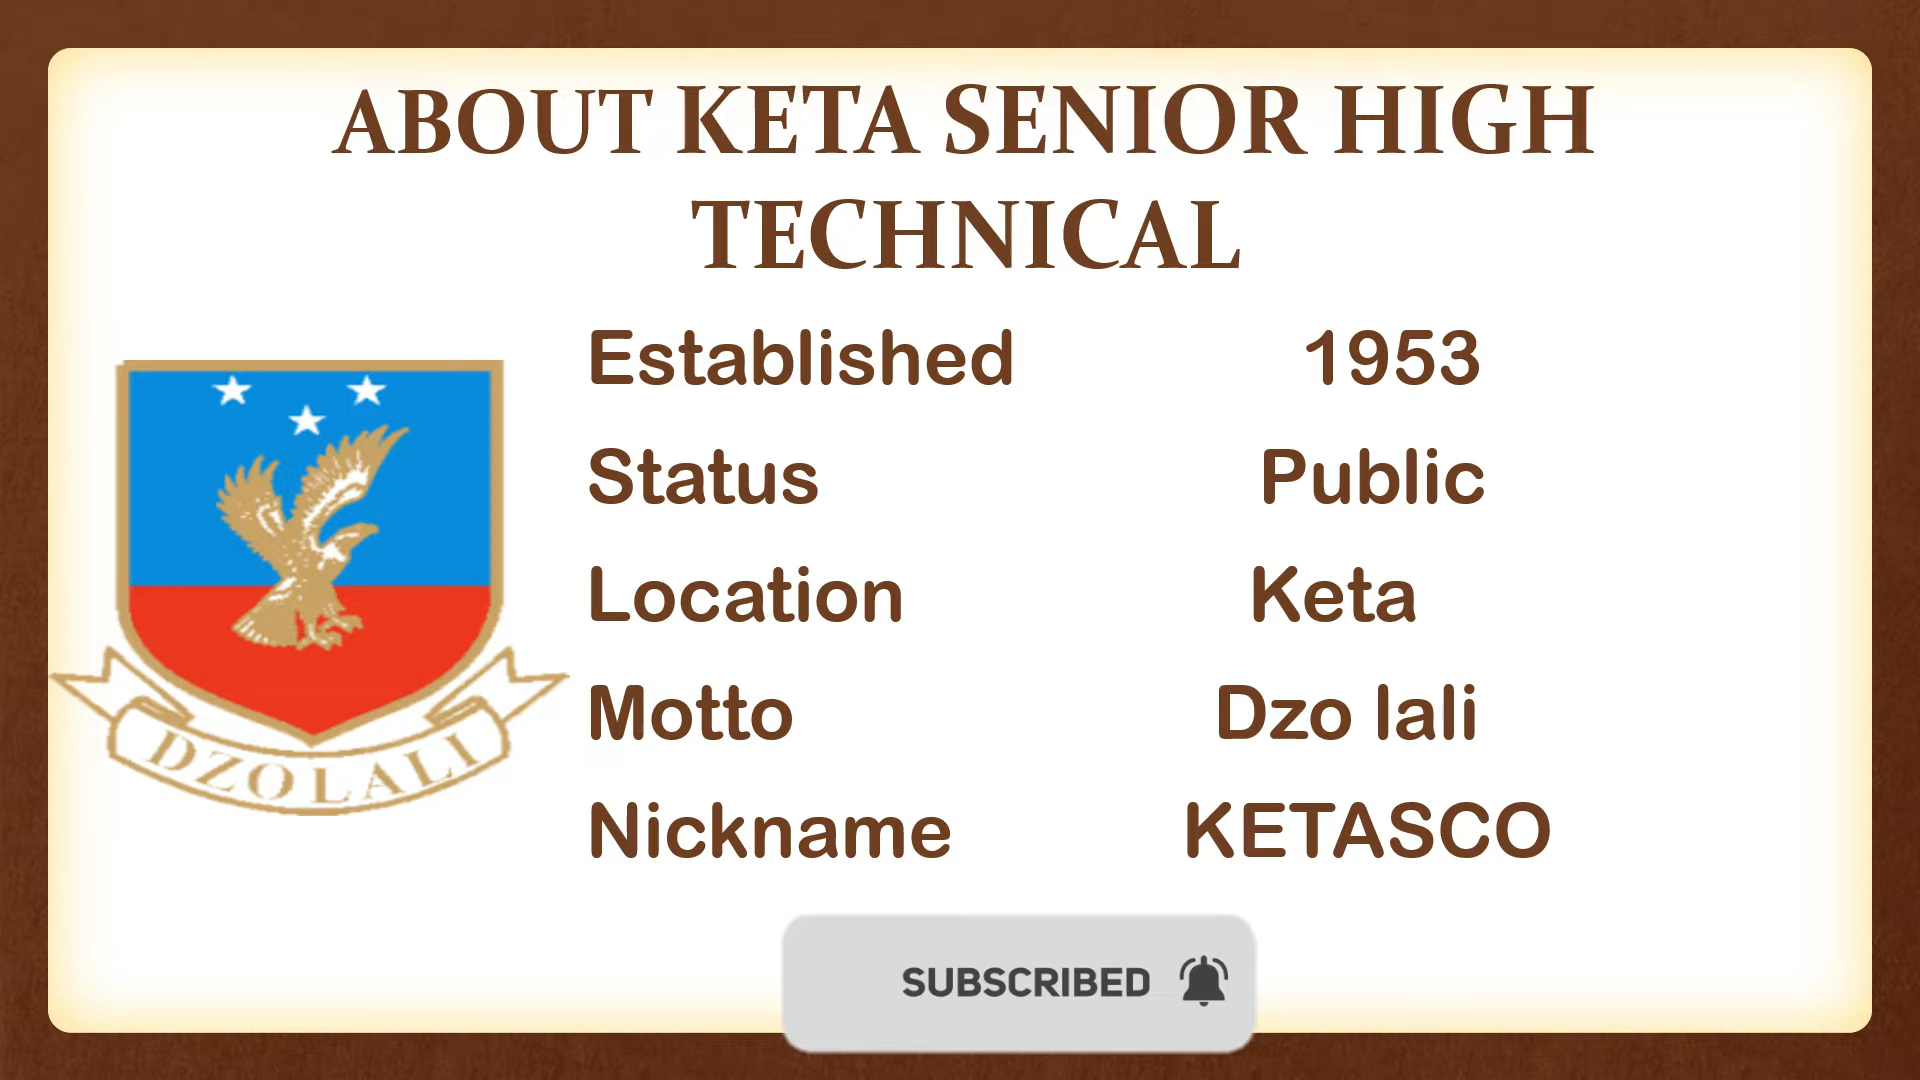 ABOUT KETA SENIOR HIGH
TECHNICAL
Established 1953
Status Public
Location Keta
Motto Dzo lali
Nickname KETASCO
DZOLALI
SUBSCRIBED